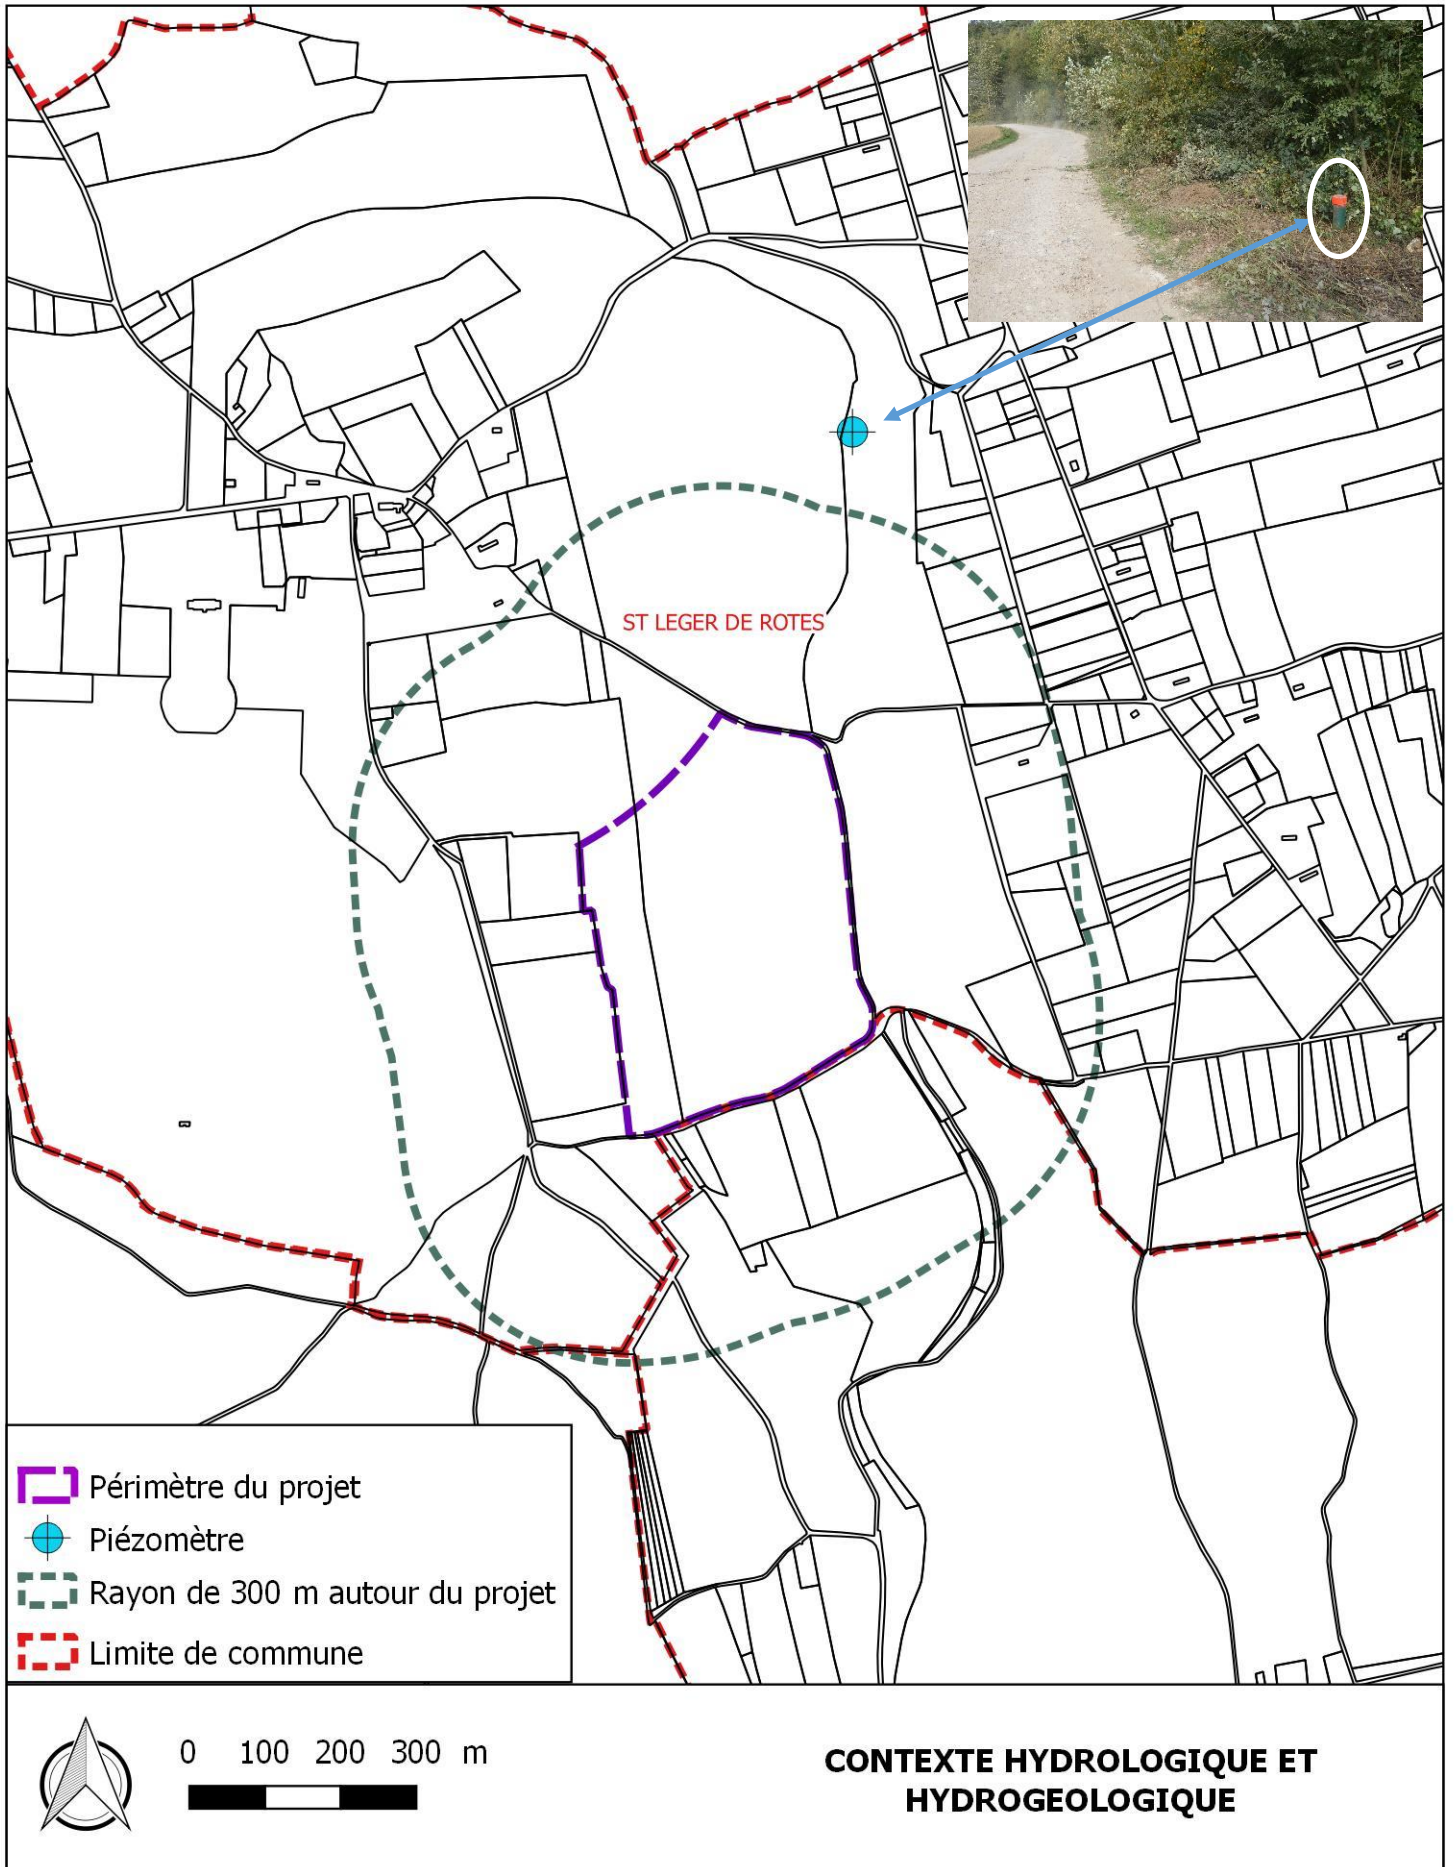 ST LEGER DE ROTES
Périmètre du projet
Piézomètre
Rayon de 300 m autour du projet
Limite de commune
0 100 200 300 m
CONTEXTE HYDROLOGIQUE ET
HYDROGEOLOGIQUE